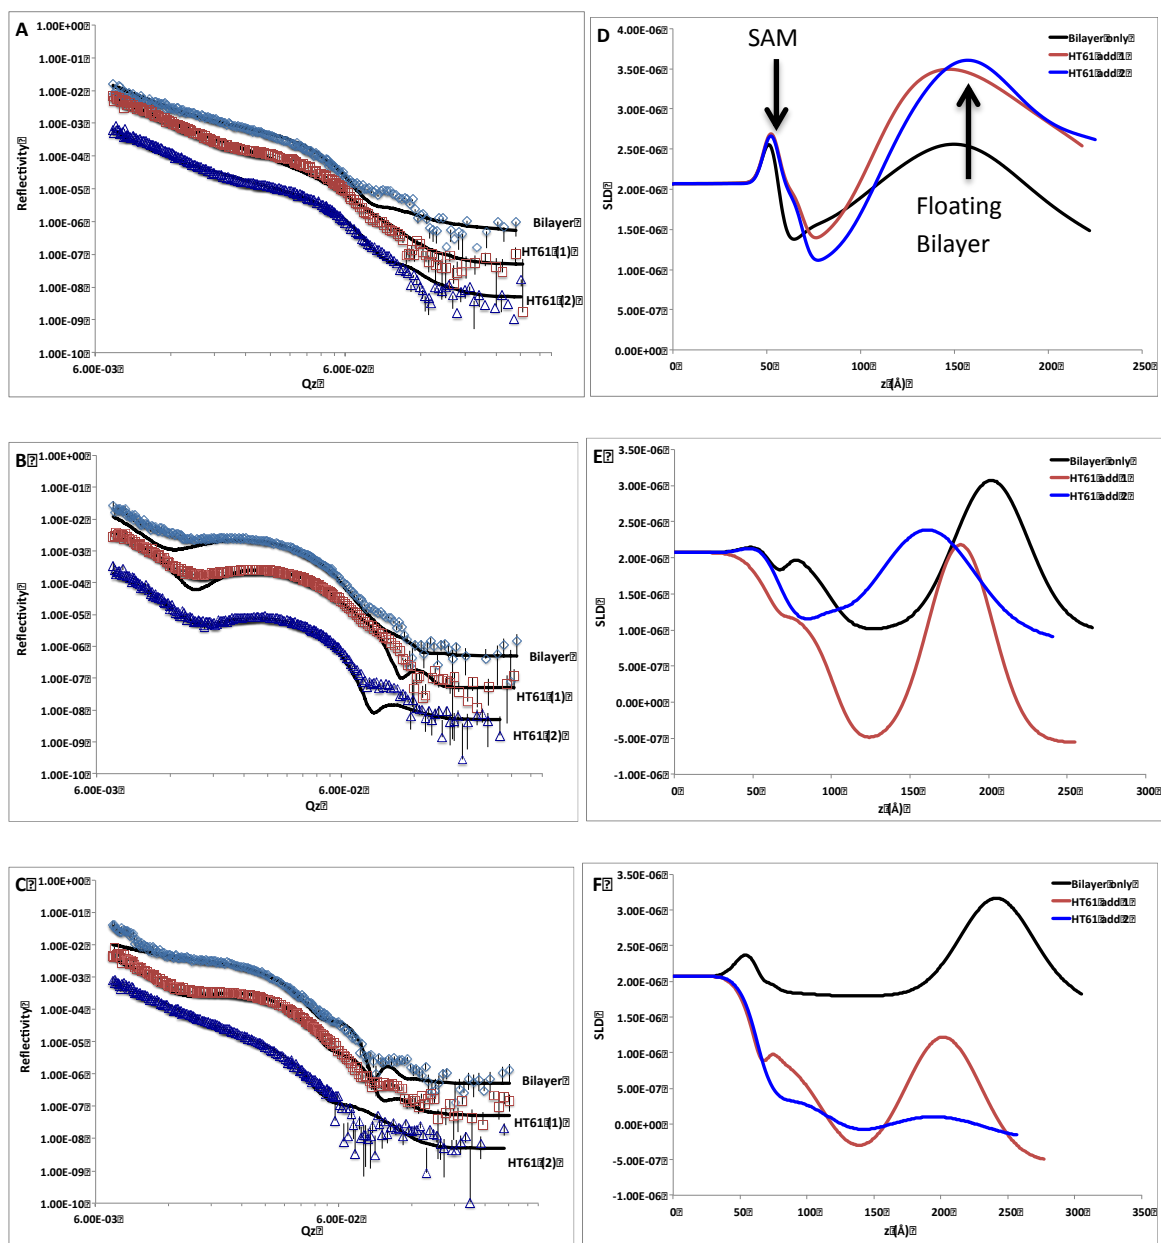 A
1.00E+00
1.00E-01
1.00E-02
1.00E-03
1.00E-04
1.00E-05
1.00E-06
1.00E-07
1.00E-08
1.00E-09
1.00E-10
Reflectivity
6.00E-03
6.00E-02
Qz
Bilayer
HT61 (1)
HT61 (2)
D
4.00E-06
3.50E-06
3.00E-06
2.50E-06
2.00E-06
1.50E-06
1.00E-06
5.00E-07
0.00E+00
SLD
0
50
100
150
200
250
z (Å)
SAM
Floating
Bilayer
Bilayer only
HT61 add 1
HT61 add 2
B
1.00E+00
1.00E-01
1.00E-02
1.00E-03
1.00E-04
1.00E-05
1.00E-06
1.00E-07
1.00E-08
1.00E-09
1.00E-10
Reflectivity
6.00E-03
6.00E-02
Qz
Bilayer
HT61 (1)
HT61 (2)
E
3.50E-06
3.00E-06
2.50E-06
2.00E-06
1.50E-06
1.00E-06
5.00E-07
0.00E+00
-5.00E-07
-1.00E-06
SLD
0
50
100
150
200
250
300
z (Å)
Bilayer only
HT61 add 1
HT61 add 2
C
1.00E+00
1.00E-01
1.00E-02
1.00E-03
1.00E-04
1.00E-05
1.00E-06
1.00E-07
1.00E-08
1.00E-09
1.00E-10
Reflectivity
6.00E-03
6.00E-02
Qz
Bilayer
HT61 (1)
HT61 (2)
F
3.50E-06
3.00E-06
2.50E-06
2.00E-06
1.50E-06
1.00E-06
5.00E-07
0.00E+00
-5.00E-07
-1.00E-06
SLD
0
50
100
150
200
250
300
350
z (Å)
Bilayer only
HT61 add 1
HT61 add 2